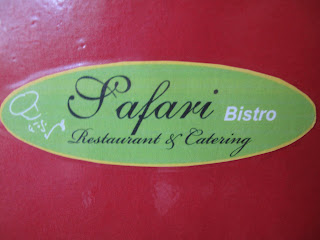 Safari Bistro
Restaurant & Catering